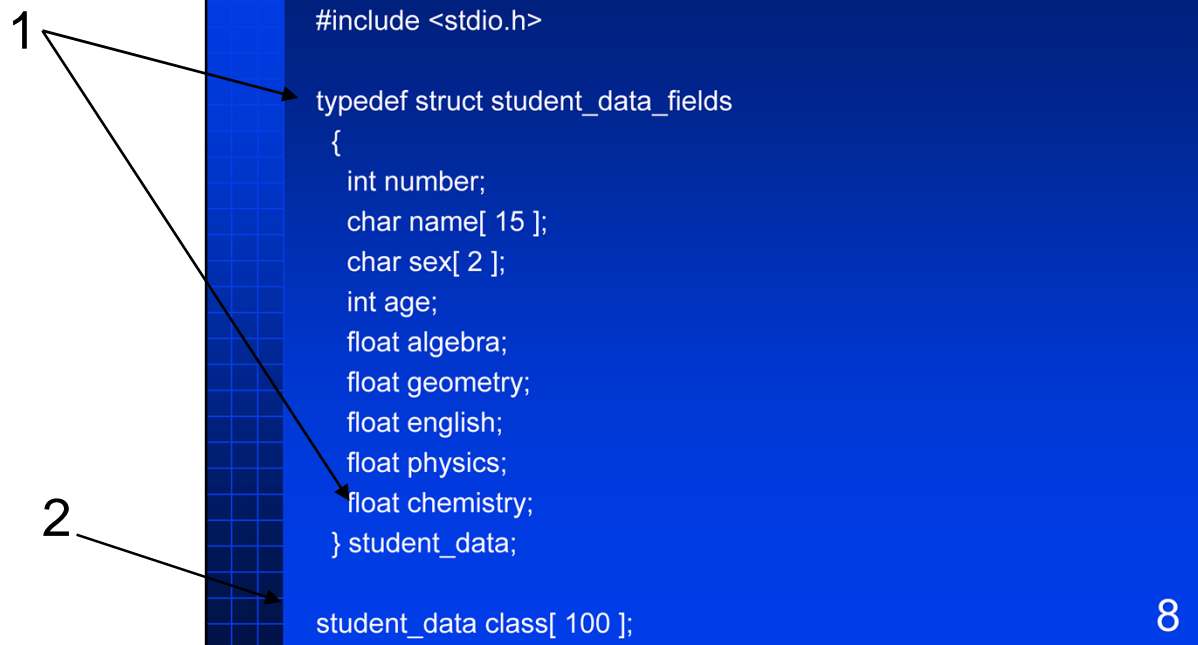 1
#include <stdio.h>
typedef struct student_data_fields
{
int number;
char name[ 15 ];
char sex[ 2 ];
int age;
float algebra;
float geometry;
float english;
float physics;
float chemistry;
2
} student_data;
student_data class[ 100 ];
8